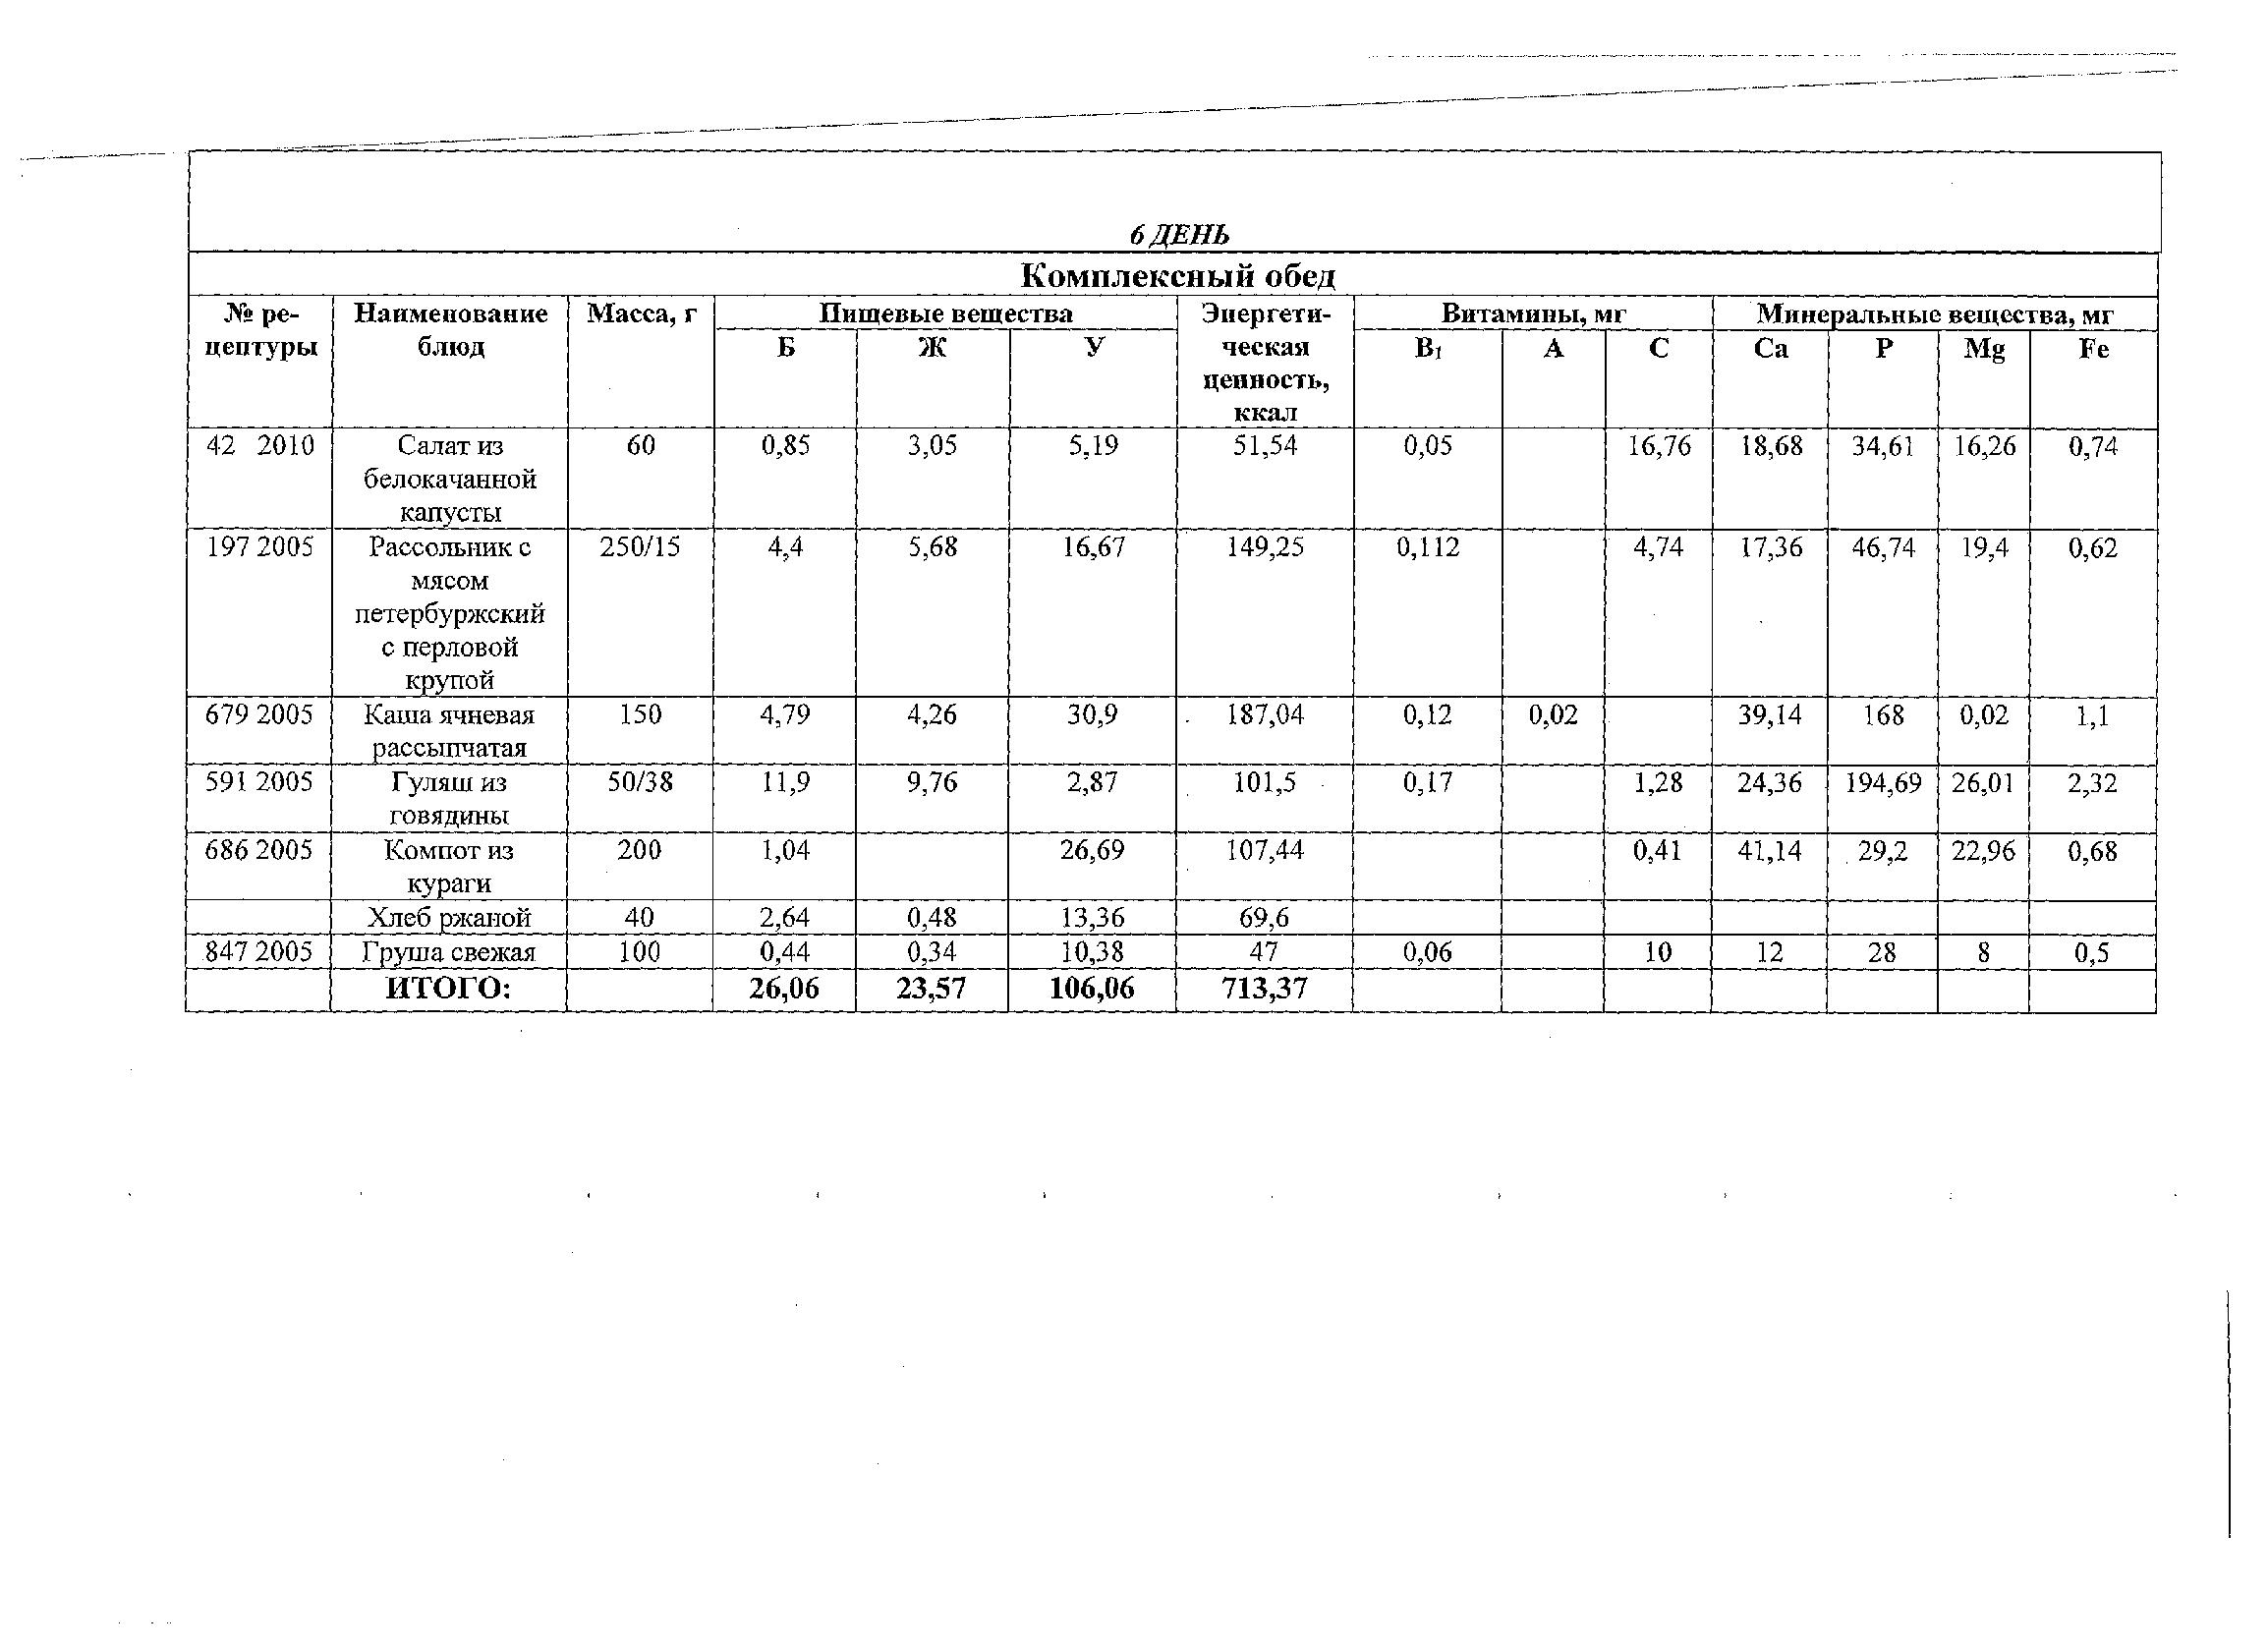 6 ДЕНЬ
Комплексный обед
№ ре-
цептуры
Наименование
блюд
Масса, г
Пищевые вещества
Энергети-
ческая
ценность,
ккал
Витамины, мг
Минеральные вещества, мг
Б Ж У B1 A C Ca P Mg Fe
42 2010 Салат из 60 0,85 3,05 5,19 51,54 0,05 16,76 18,68 34,61 16,26 0,74
белокачанной
капусты
197 2005 Рассольник с 250/15 4,4 5,68 16,67 149,25 0,112 4,74 17,36 46,74 19,4 0,62
мясом
петербуржский
с перловой
крупой
679 2005 Каша ячневая 150 4,79 4,26 30,9 187,04 0,12 0,02 39,14 168 0,02 1,1
рассыпчатая
591 2005 Гуляш из 50/38 11,9 9,76 2,87 101,5 0,17 1,28 24,36 194,69 26,01 2,32
говядины
686 2005 Компот из 200 1,04 26,69 107,44 0,41 41,14 29,2 22,96 0,68
кураги
Хлеб ржаной 40 2,64 0,48 13,36 69,6
847 2005 Груша свежая 100 0,44 0,34 10,38 47 0,06 10 12 28 8 0,5
ИТОГО: 26,06 23,57 106,06 713,37